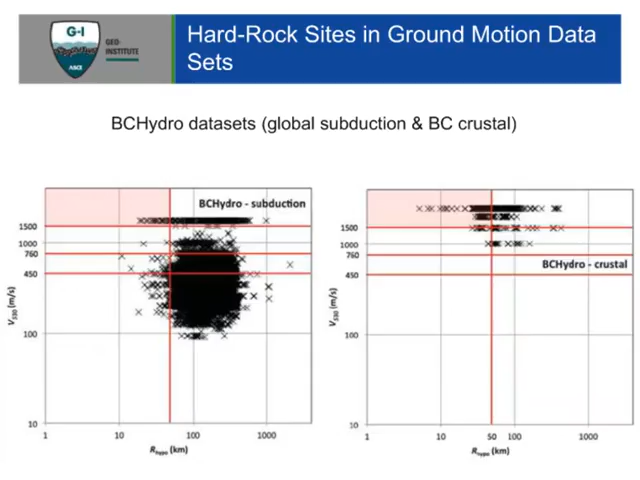 G-I
ASCE
GEO-
INSTITUTE
Hard-Rock Sites in Ground Motion Data
Sets
BCHydro datasets (global subduction & BC crustal)
BCHydro - subduction
1500
1000
760
450
100
10
V_S30 (m/s)
1 10 100 1000
R_hypo (km)
1500
1000
760
BCHydro - crustal
450
100
10
V_S30 (m/s)
1 10 50 100 1000
R_hypo (km)